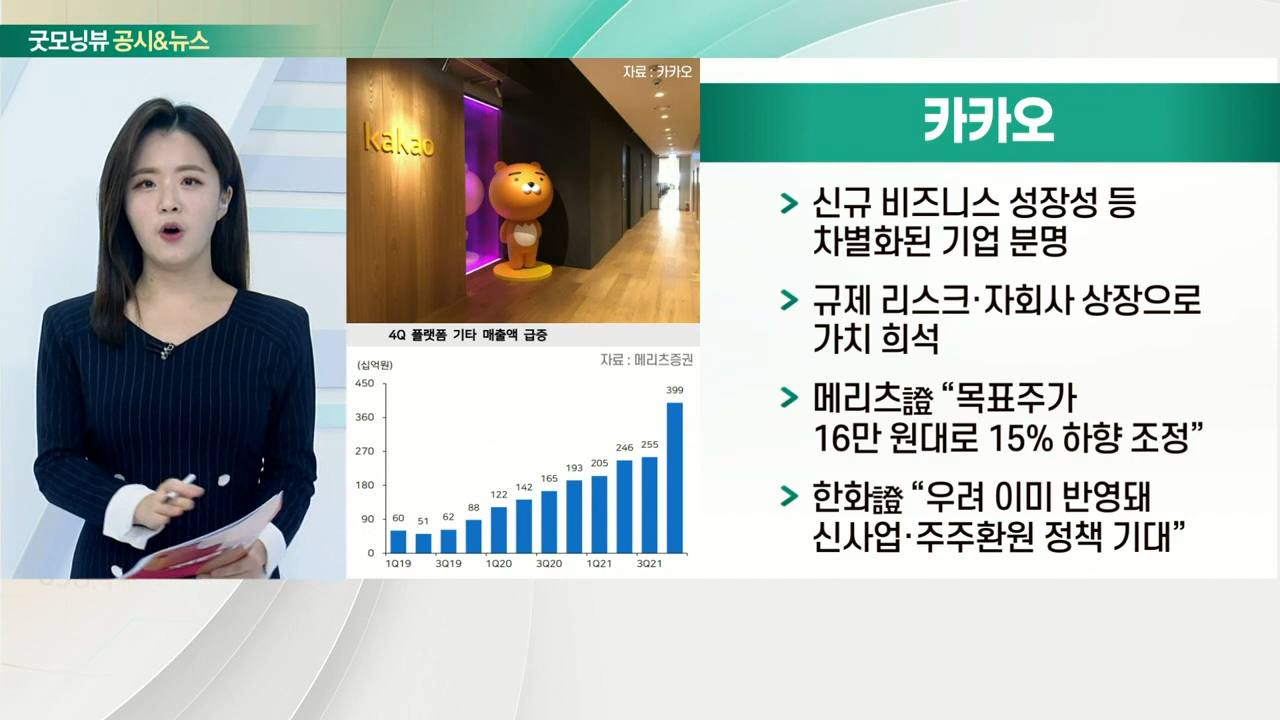 굿모닝뷰 공시&뉴스
자료 : 카카오
kakao
카카오
> 신규 비즈니스 성장성 등
차별화된 기업 분명
> 규제 리스크·자회사 상장으로
가치 희석
> 메리츠證 “목표주가
16만 원대로 15% 하향 조정”
> 한화證 “우려 이미 반영돼
신사업·주주환원 정책 기대”
4Q 플랫폼 기타 매출액 급증
자료 : 메리츠증권
(십억원)
450
360
270
180
90
0
60
51
62
88
122
142
165
193
205
246
255
399
1Q19
3Q19
1Q20
3Q20
1Q21
3Q21